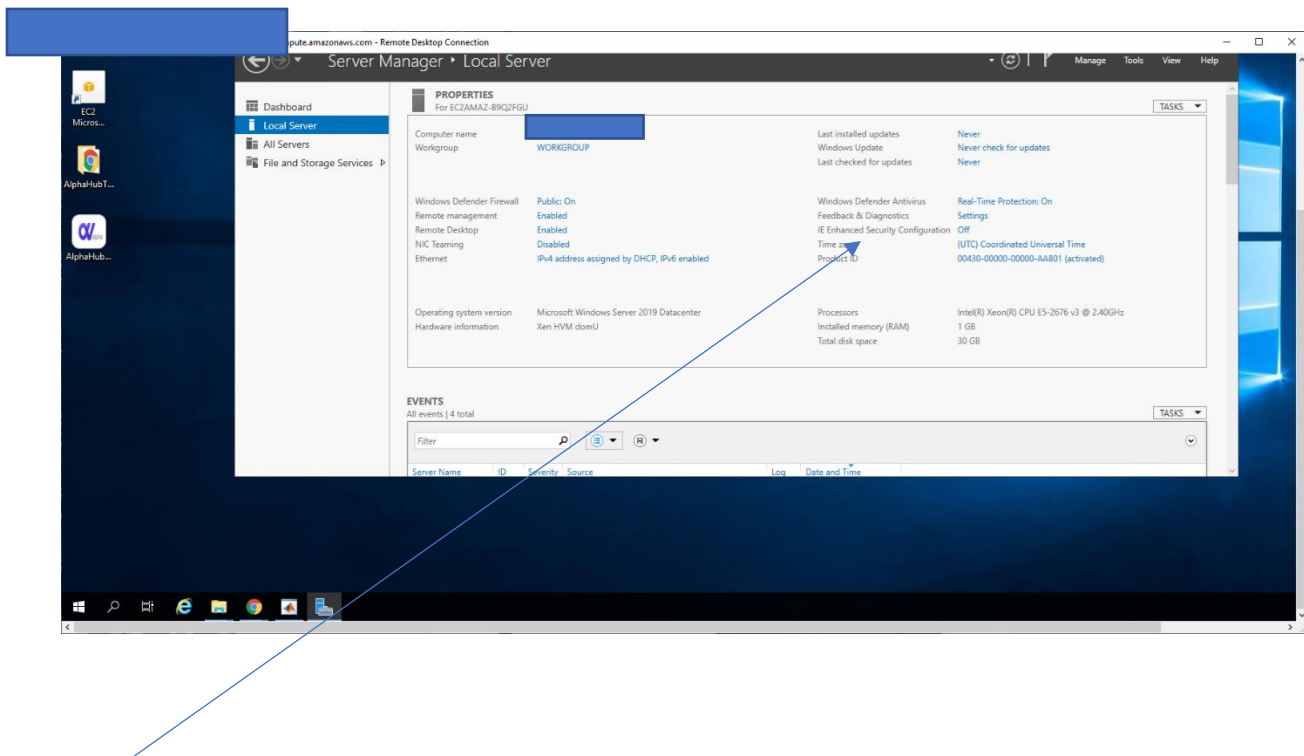 pute.amazonaws.com - Remote Desktop Connection
Server Manager • Local Server
Manage Tools View Help
EC2
Micros...
AlphaHubT...
AlphaHub...
Dashboard
Local Server
All Servers
File and Storage Services
PROPERTIES
For EC2AMAZ-89Q2FGU
TASKS
Computer name
Workgroup WORKGROUP
Last installed updates Never
Windows Update Never check for updates
Last checked for updates Never
Windows Defender Firewall Public: On
Remote management Enabled
Remote Desktop Enabled
NIC Teaming Disabled
Ethernet IPv4 address assigned by DHCP, IPv6 enabled
Windows Defender Antivirus Real-Time Protection: On
Feedback & Diagnostics Settings
IE Enhanced Security Configuration Off
Time (UTC) Coordinated Universal Time
Product ID 00430-00000-00000-AA801 (activated)
Operating system version Microsoft Windows Server 2019 Datacenter
Hardware information Xen HVM domU
Processors Intel(R) Xeon(R) CPU E5-2676 v3 @ 2.40GHz
Installed memory (RAM) 1 GB
Total disk space 30 GB
EVENTS
All events | 4 total
TASKS
Filter
Server Name ID Severity Source Log Date and Time